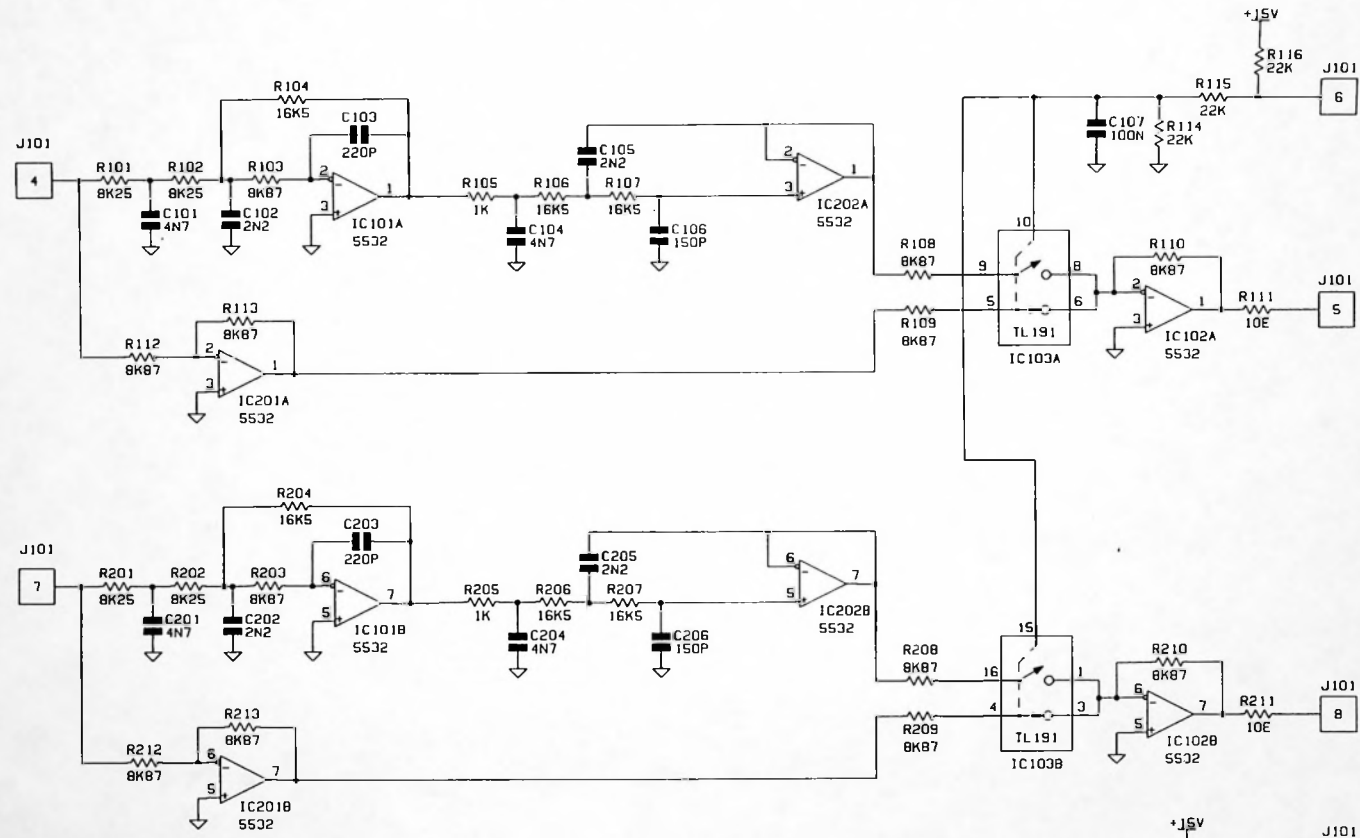 +15V
R116
22K
J101
6
R115
22K
C107
100N
R114
22K
R104
16K5
C103
220P
J101
4
R101
8K25
R102
8K25
R103
8K87
C101
4N7
C102
2N2
2
3
1
IC101A
5532
R105
1K
R106
16K5
R107
16K5
C105
2N2
C104
4N7
C106
150P
2
3
1
IC202A
5532
R108
8K87
R109
8K87
10
9
8
5
6
TL191
IC103A
R110
8K87
2
3
1
IC102A
5532
R111
10E
J101
5
R112
8K87
R113
8K87
2
3
1
IC201A
5532
R204
16K5
C203
220P
J101
7
R201
8K25
R202
8K25
R203
8K87
C201
4N7
C202
2N2
6
5
7
IC101B
5532
R205
1K
R206
16K5
R207
16K5
C205
2N2
C204
4N7
C206
150P
6
5
7
IC202B
5532
R208
8K87
R209
8K87
15
16
1
4
3
TL191
IC103B
R210
8K87
6
5
7
IC102B
5532
R211
10E
J101
8
R212
8K87
R213
8K87
6
5
7
IC201B
5532
+15V
J101